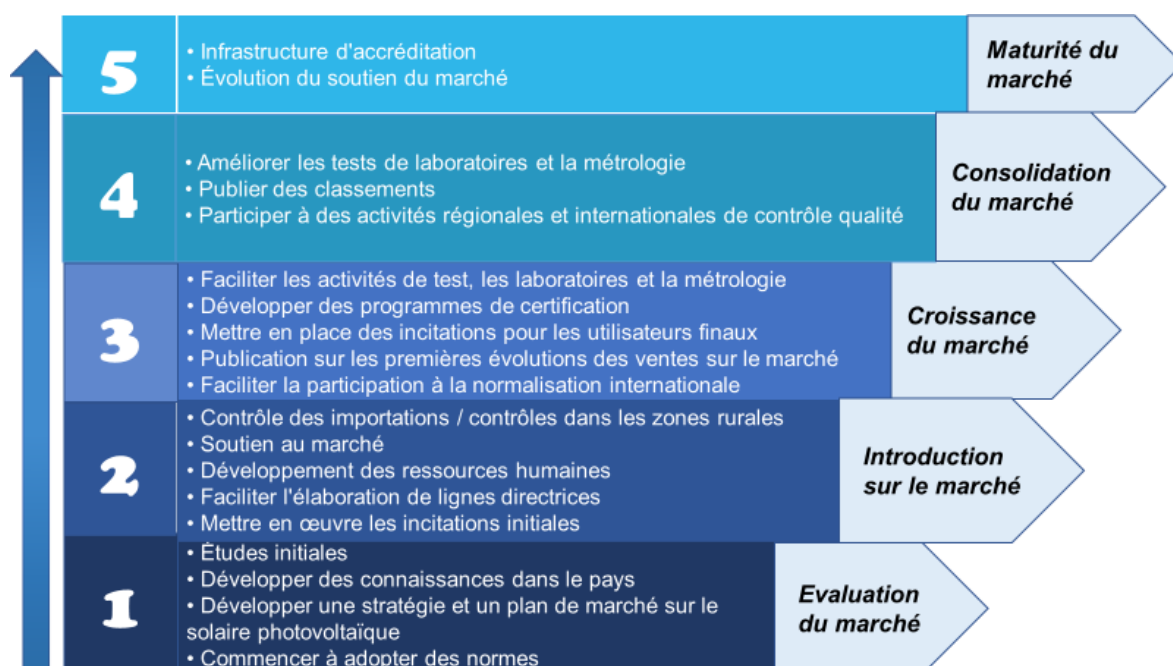 5
• Infrastructure d'accréditation
• Évolution du soutien du marché
Maturité du
marché
4
• Améliorer les tests de laboratoires et la métrologie
• Publier des classements
• Participer à des activités régionales et internationales de contrôle qualité
Consolidation
du marché
3
• Faciliter les activités de test, les laboratoires et la métrologie
• Développer des programmes de certification
• Mettre en place des incitations pour les utilisateurs finaux
• Publication sur les premières évolutions des ventes sur le marché
• Faciliter la participation à la normalisation internationale
Croissance
du marché
2
• Contrôle des importations / contrôles dans les zones rurales
• Soutien au marché
• Développement des ressources humaines
• Faciliter l'élaboration de lignes directrices
• Mettre en œuvre les incitations initiales
Introduction
sur le marché
1
• Études initiales
• Développer des connaissances dans le pays
• Développer une stratégie et un plan de marché sur le
solaire photovoltaïque
• Commencer à adopter des normes
Evaluation
du marché